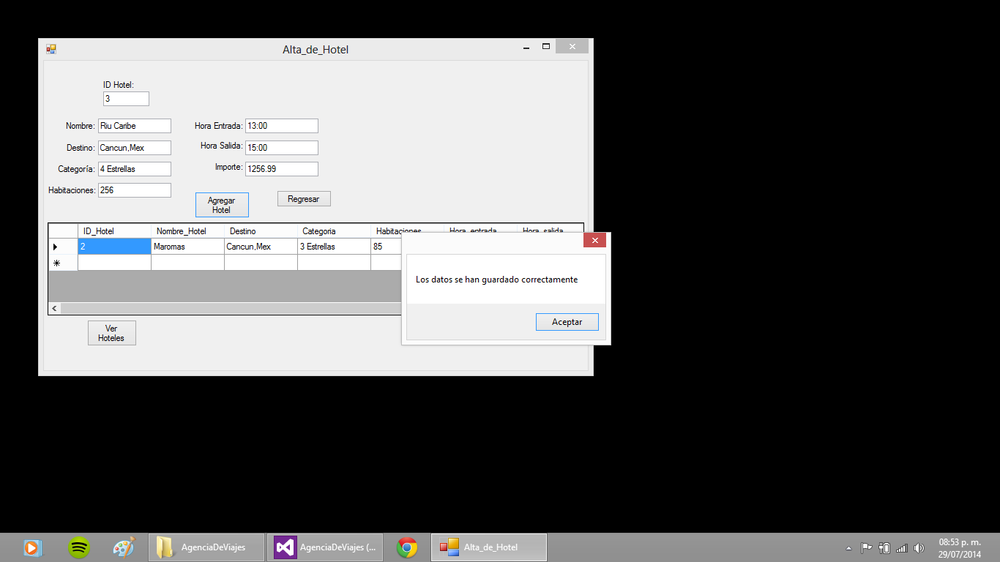 Alta_de_Hotel
ID Hotel:
3
Nombre: Riu Caribe
Hora Entrada: 13:00
Destino: Cancun,Mex
Hora Salida: 15:00
Categoría: 4 Estrellas
Importe: 1256.99
Habitaciones: 256
Agregar
Hotel
Regresar
ID_Hotel Nombre_Hotel Destino Categoria Habitaciones Hora_entrada Hora_salida
2 Maromas Cancun,Mex 3 Estrellas 85
Los datos se han guardado correctamente
Aceptar
Ver
Hoteles
AgenciaDeViajes
AgenciaDeViajes (...
Alta_de_Hotel
08:53 p. m.
29/07/2014